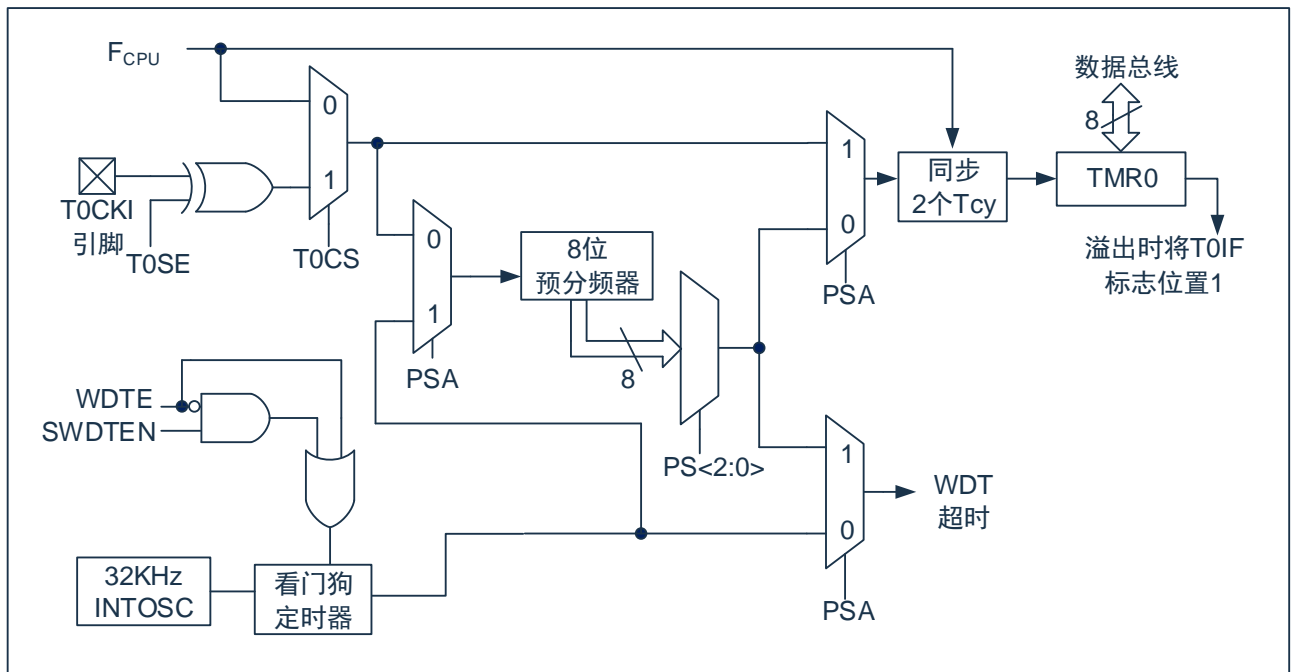 F_CPU
数据总线
8
0
1
同步
2个Tcy
TMR0
T0CKI
引脚
T0SE
1
T0CS
0
8位
预分频器
0
PSA
溢出时将T0IF
标志位置1
1
PSA
8
WDTE
SWDTEN
PS<2:0>
1
WDT
超时
0
32KHz
INTOSC
看门狗
定时器
PSA